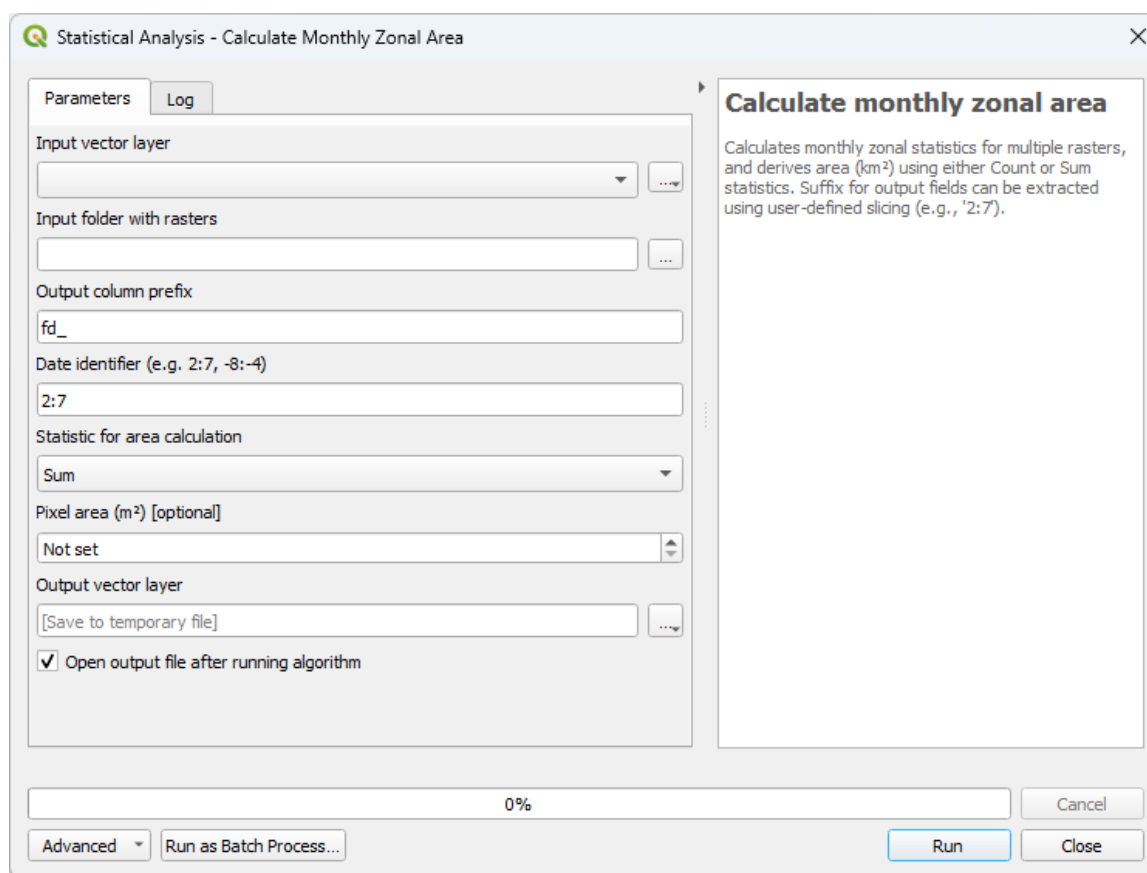 Statistical Analysis - Calculate Monthly Zonal Area
Parameters
Log
Input vector layer
...
Input folder with rasters
...
Output column prefix
fd_
Date identifier (e.g. 2:7, -8:-4)
2:7
Statistic for area calculation
Sum
Pixel area (m²) [optional]
Not set
Output vector layer
[Save to temporary file]
...
Open output file after running algorithm
Calculate monthly zonal area
Calculates monthly zonal statistics for multiple rasters,
and derives area (km²) using either Count or Sum
statistics. Suffix for output fields can be extracted
using user-defined slicing (e.g., '2:7').
0%
Cancel
Advanced
Run as Batch Process...
Run
Close